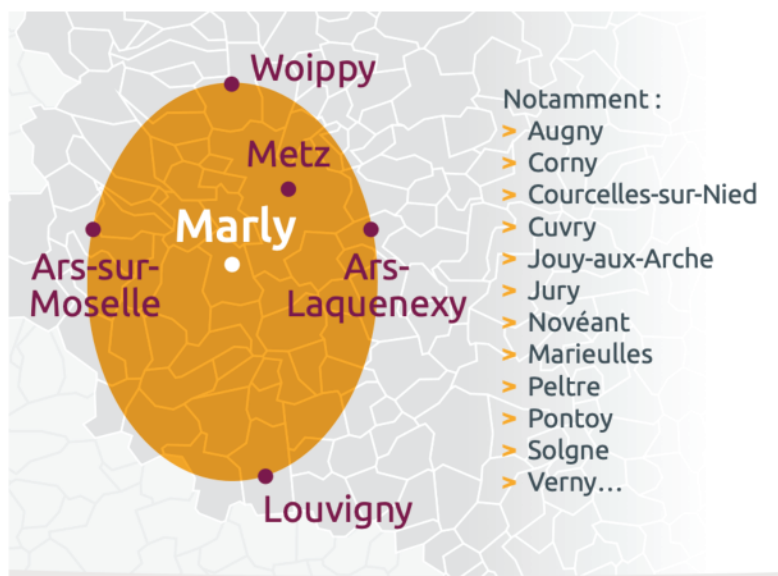 Woippy
Metz
Marly
Ars-sur-
Moselle
Ars-
Laquenexy
Louvigny
Notamment :
> Augny
> Corny
> Courcelles-sur-Nied
> Cuvry
> Jouy-aux-Arche
> Jury
> Novéant
> Marieulles
> Peltre
> Pontoy
> Solgne
> Verny...